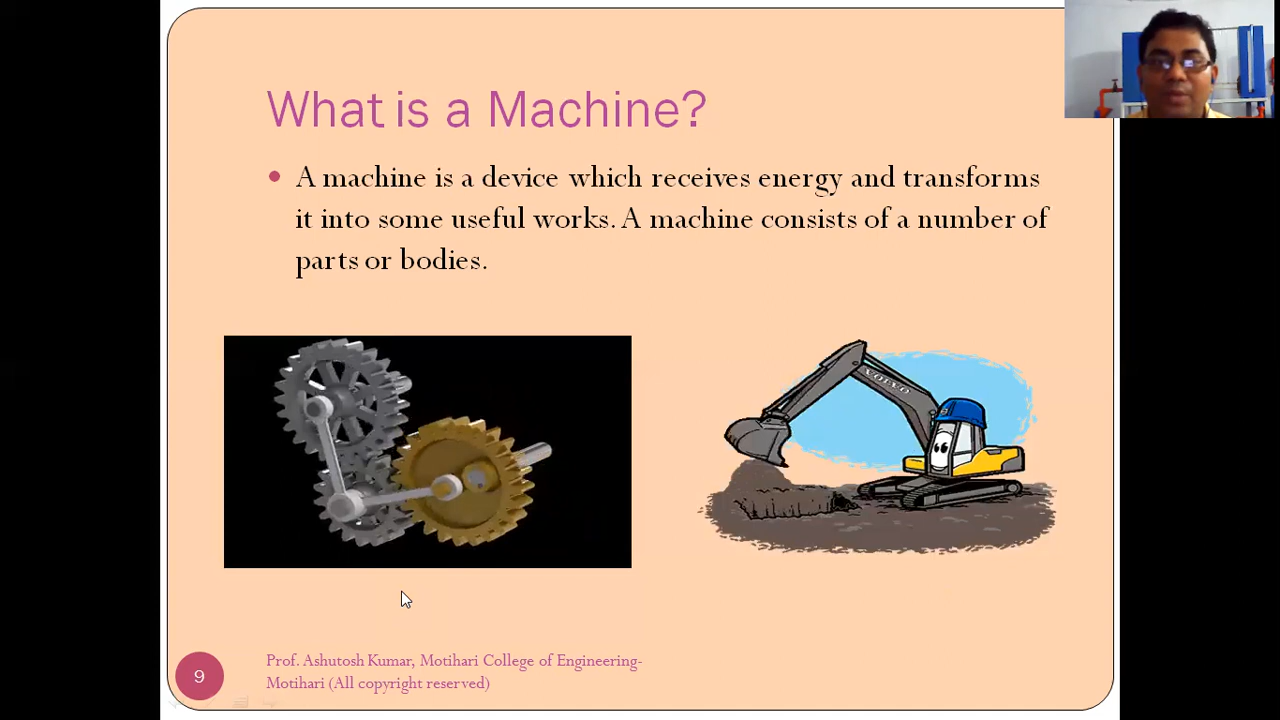 What is a Machine?
• A machine is a device which receives energy and transforms
it into some useful works. A machine consists of a number of
parts or bodies.
VOLVO
9
Prof. Ashutosh Kumar, Motihari College of Engineering-
Motihari (All copyright reserved)